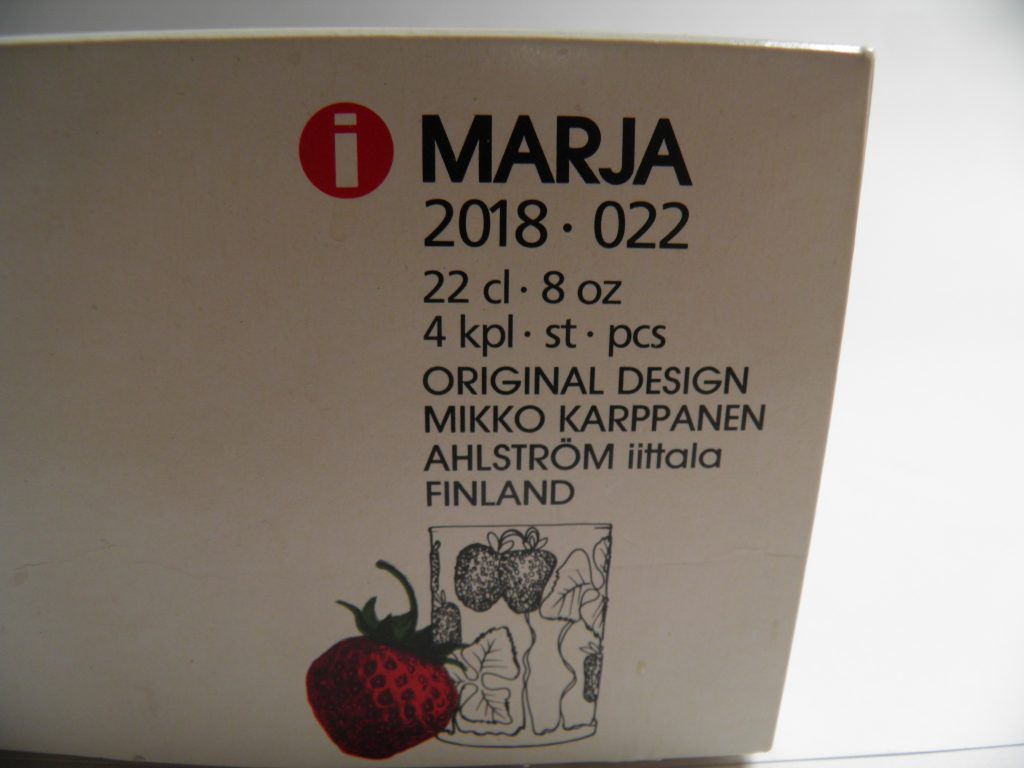 i MARJA
2018 · 022
22 cl · 8 oz
4 kpl · st · pcs
ORIGINAL DESIGN
MIKKO KARPPANEN
AHLSTRÖM iittala
FINLAND